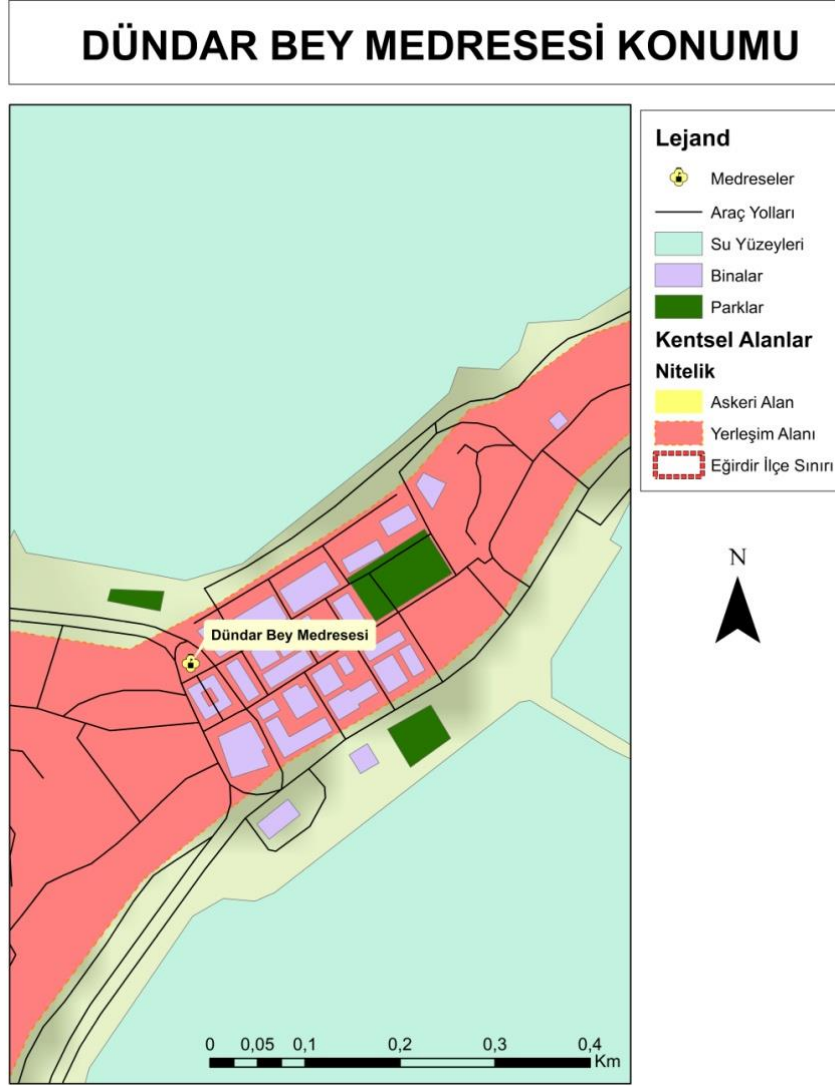 DÜNDAR BEY MEDRESESİ KONUMU
Lejand
Medreseler
Araç Yolları
Su Yüzeyleri
Binalar
Parklar
Kentsel Alanlar
Nitelik
Askeri Alan
Yerleşim Alanı
Eğirdir İlçe Sınırı
N
Dündar Bey Medresesi
0 0,05 0,1 0,2 0,3 0,4
Km